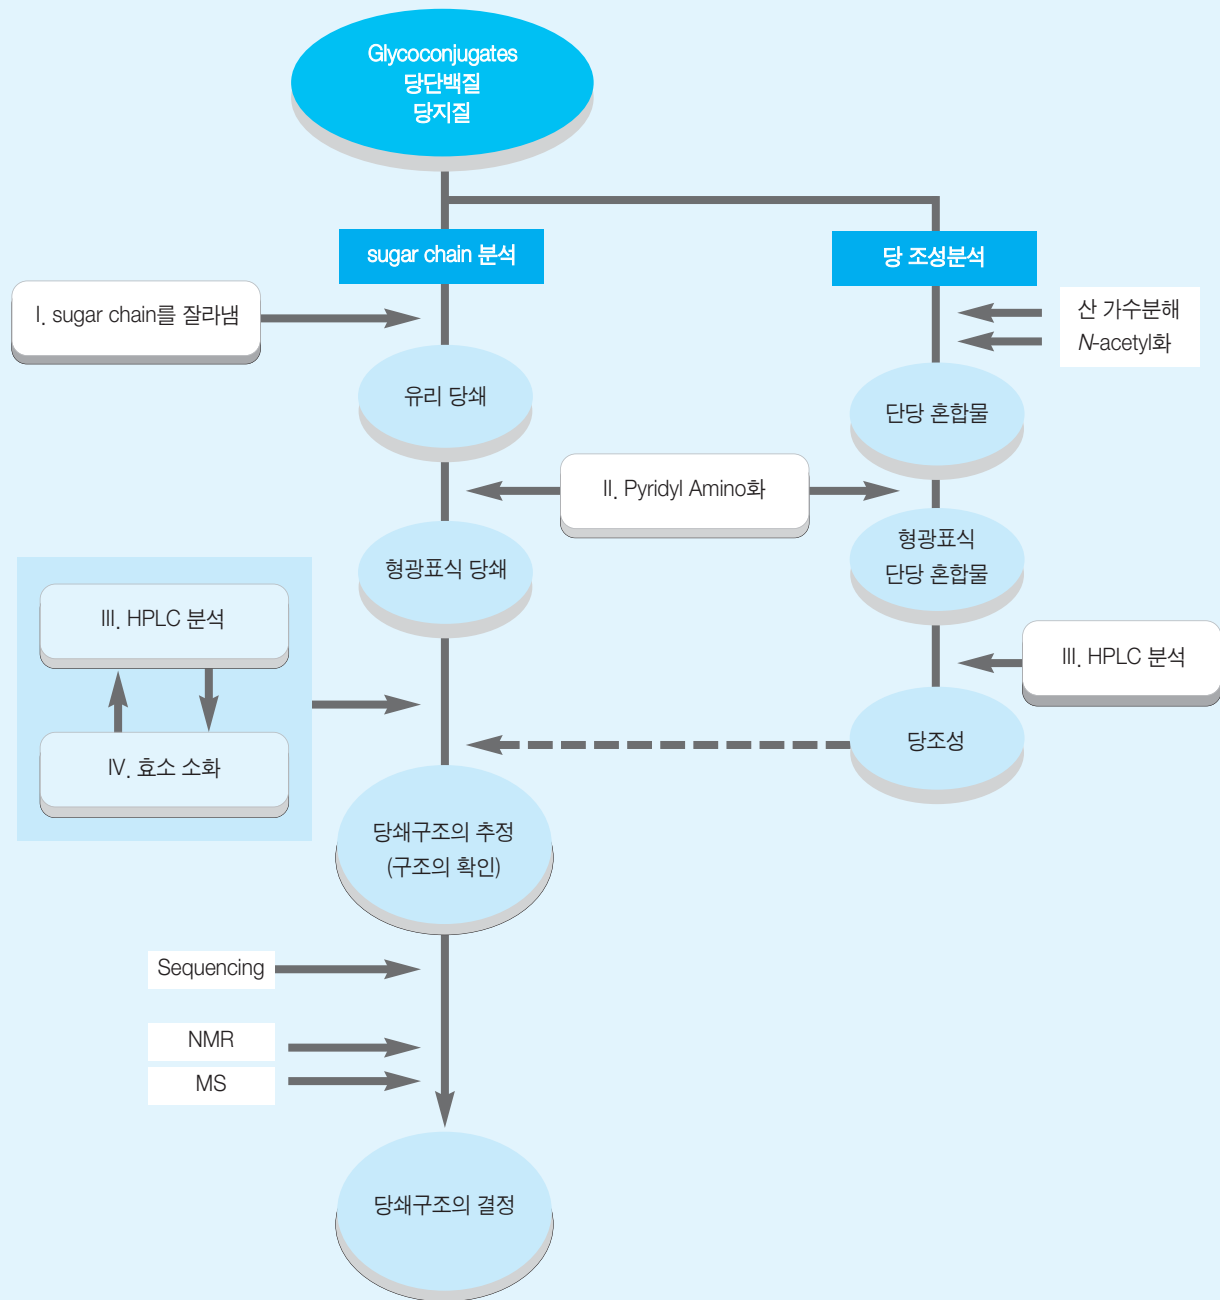 Glycoconjugates
당단백질
당지질
sugar chain 분석
당 조성분석
I. sugar chain를 잘라냄
산 가수분해
N-acetyl화
유리 당쇄
단당 혼합물
II. Pyridyl Amino화
형광표식 당쇄
형광표식
단당 혼합물
III. HPLC 분석
III. HPLC 분석
IV. 효소 소화
당조성
당쇄구조의 추정
(구조의 확인)
Sequencing
NMR
MS
당쇄구조의 결정